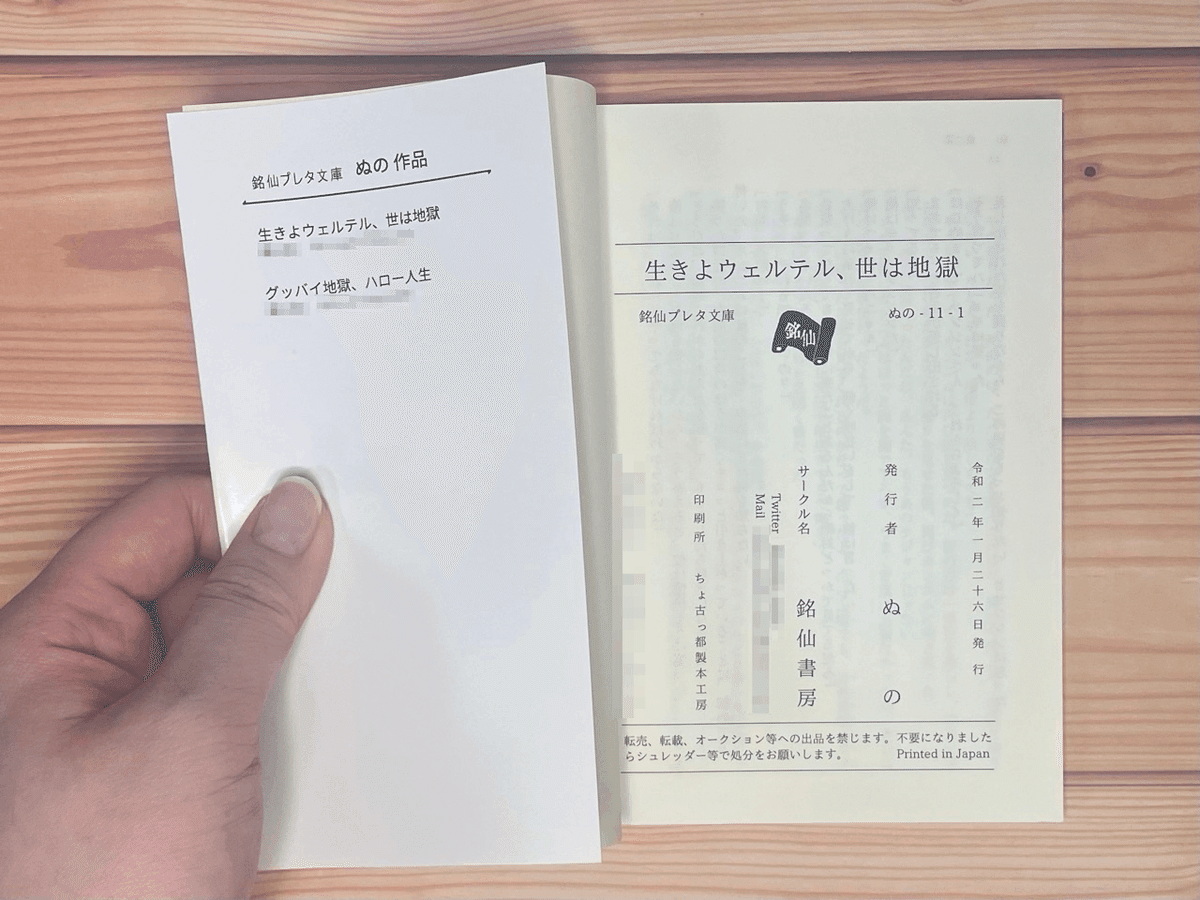 銘仙プレタ文庫 ぬの 作品
生きよウェルテル、世は地獄
グッバイ地獄、ハロー人生
生きよウェルテル、世は地獄
銘仙プレタ文庫
ぬの - 11 - 1
令和二年一月二十六日発行
発行者 ぬの
サークル名 銘仙書房
Twitter
Mail
印刷所 ちょ古っ都製本工房
転売、転載、オークション等への出品を禁じます。不要になりました
らシュレッダー等で処分をお願いします。 Printed in Japan